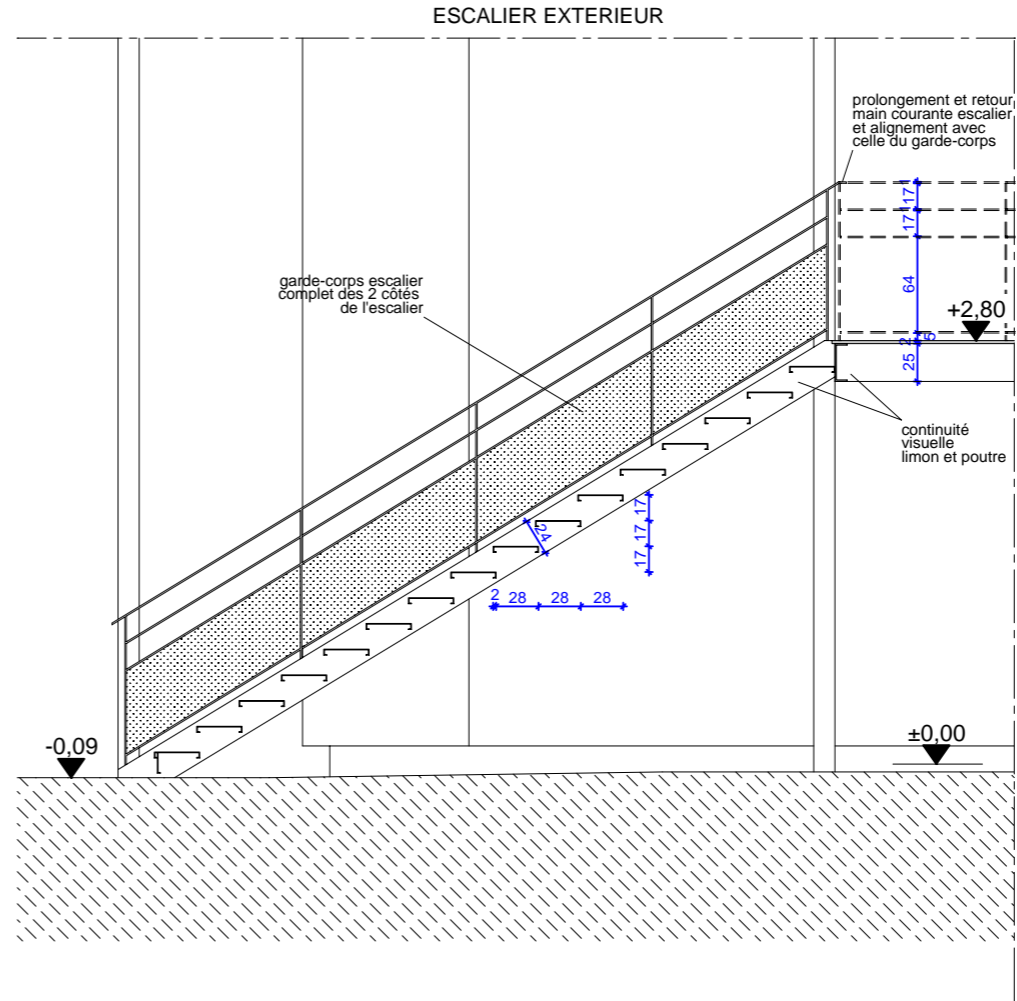 ESCALIER EXTERIEUR
prolongement et retour
main courante escalier
et alignement avec
celle du garde-corps
1
17
17
64
2
5
25
garde-corps escalier
complet des 2 côtés
de l'escalier
+2,80
continuité
visuelle
limon et poutre
24
17
17
17
2
28
28
28
-0,09
±0,00